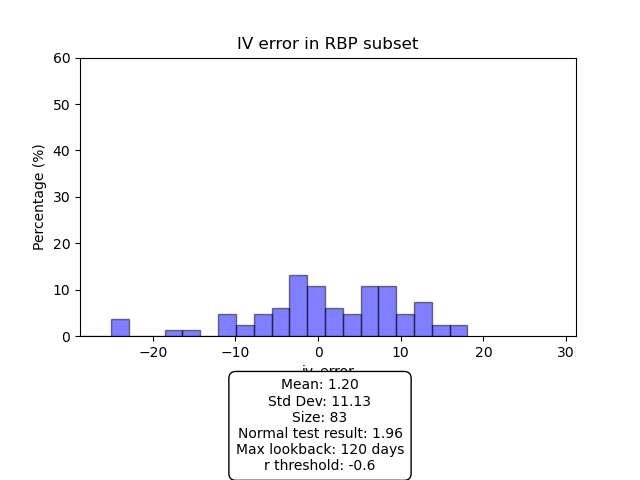 IV error in RBP subset
60
50
40
30
20
10
0
Percentage (%)
−20
−10
0
10
20
30
iv_error
Mean: 1.20
Std Dev: 11.13
Size: 83
Normal test result: 1.96
Max lookback: 120 days
r threshold: -0.6